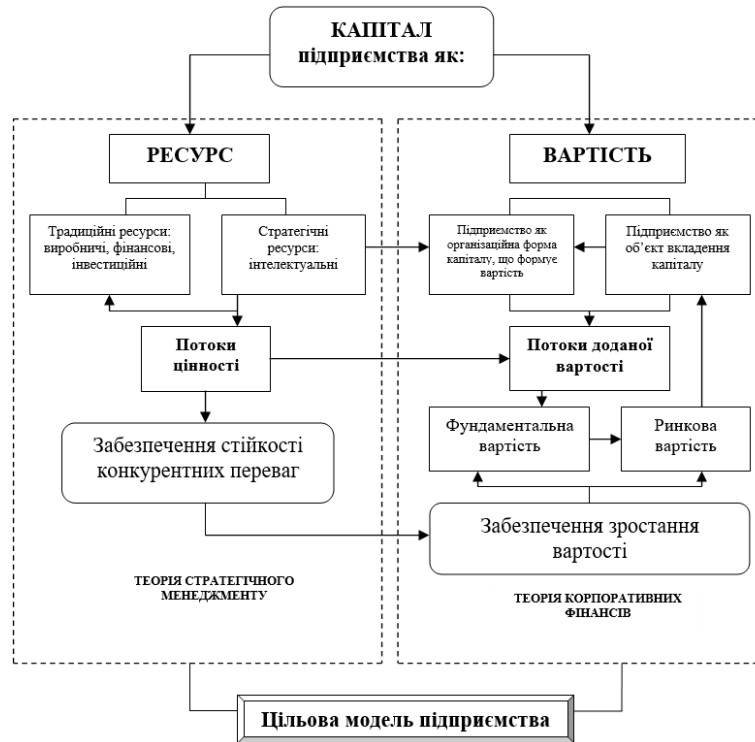 КАПІТАЛ
підприємства як:
РЕСУРС
ВАРТІСТЬ
Традиційні ресурси:
виробничі, фінансові,
інвестиційні
Стратегічні
ресурси:
інтелектуальні
Підприємство як
організаційна форма
капіталу, що формує
вартість
Підприємство як
об’єкт вкладення
капіталу
Потоки
цінності
Потоки доданої
вартості
Фундаментальна
вартість
Ринкова
вартість
Забезпечення стійкості
конкурентних переваг
Забезпечення зростання
вартості
ТЕОРІЯ СТРАТЕГІЧНОГО
МЕНЕДЖМЕНТУ
ТЕОРІЯ КОРПОРАТИВНИХ
ФІНАНСІВ
Цільова модель підприємства